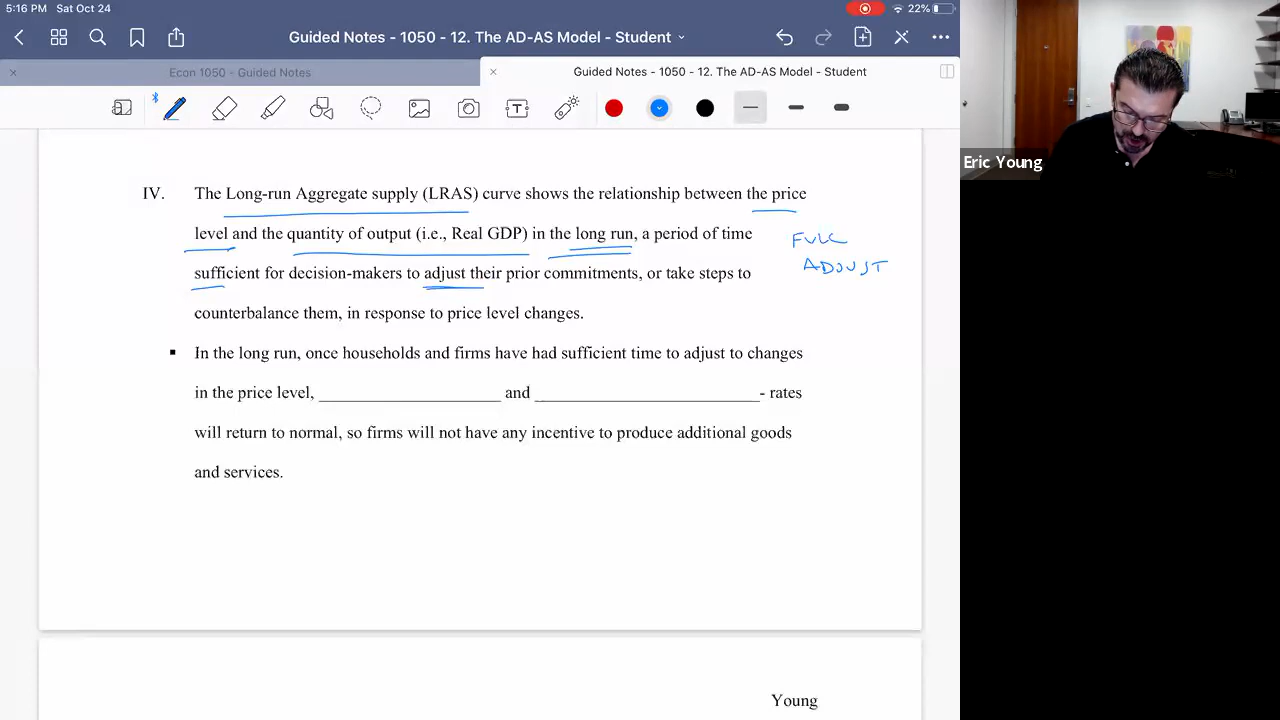 5:16 PM Sat Oct 24
22%
Guided Notes - 1050 - 12. The AD-AS Model - Student
Econ 1050 - Guided Notes
Guided Notes - 1050 - 12. The AD-AS Model - Student
Eric Young
IV. The Long-run Aggregate supply (LRAS) curve shows the relationship between the price
level and the quantity of output (i.e., Real GDP) in the long run, a period of time
FULL
sufficient for decision-makers to adjust their prior commitments, or take steps to
ADJUST
counterbalance them, in response to price level changes.
▪ In the long run, once households and firms have had sufficient time to adjust to changes
in the price level, ____________________ and _________________________- rates
will return to normal, so firms will not have any incentive to produce additional goods
and services.
Young